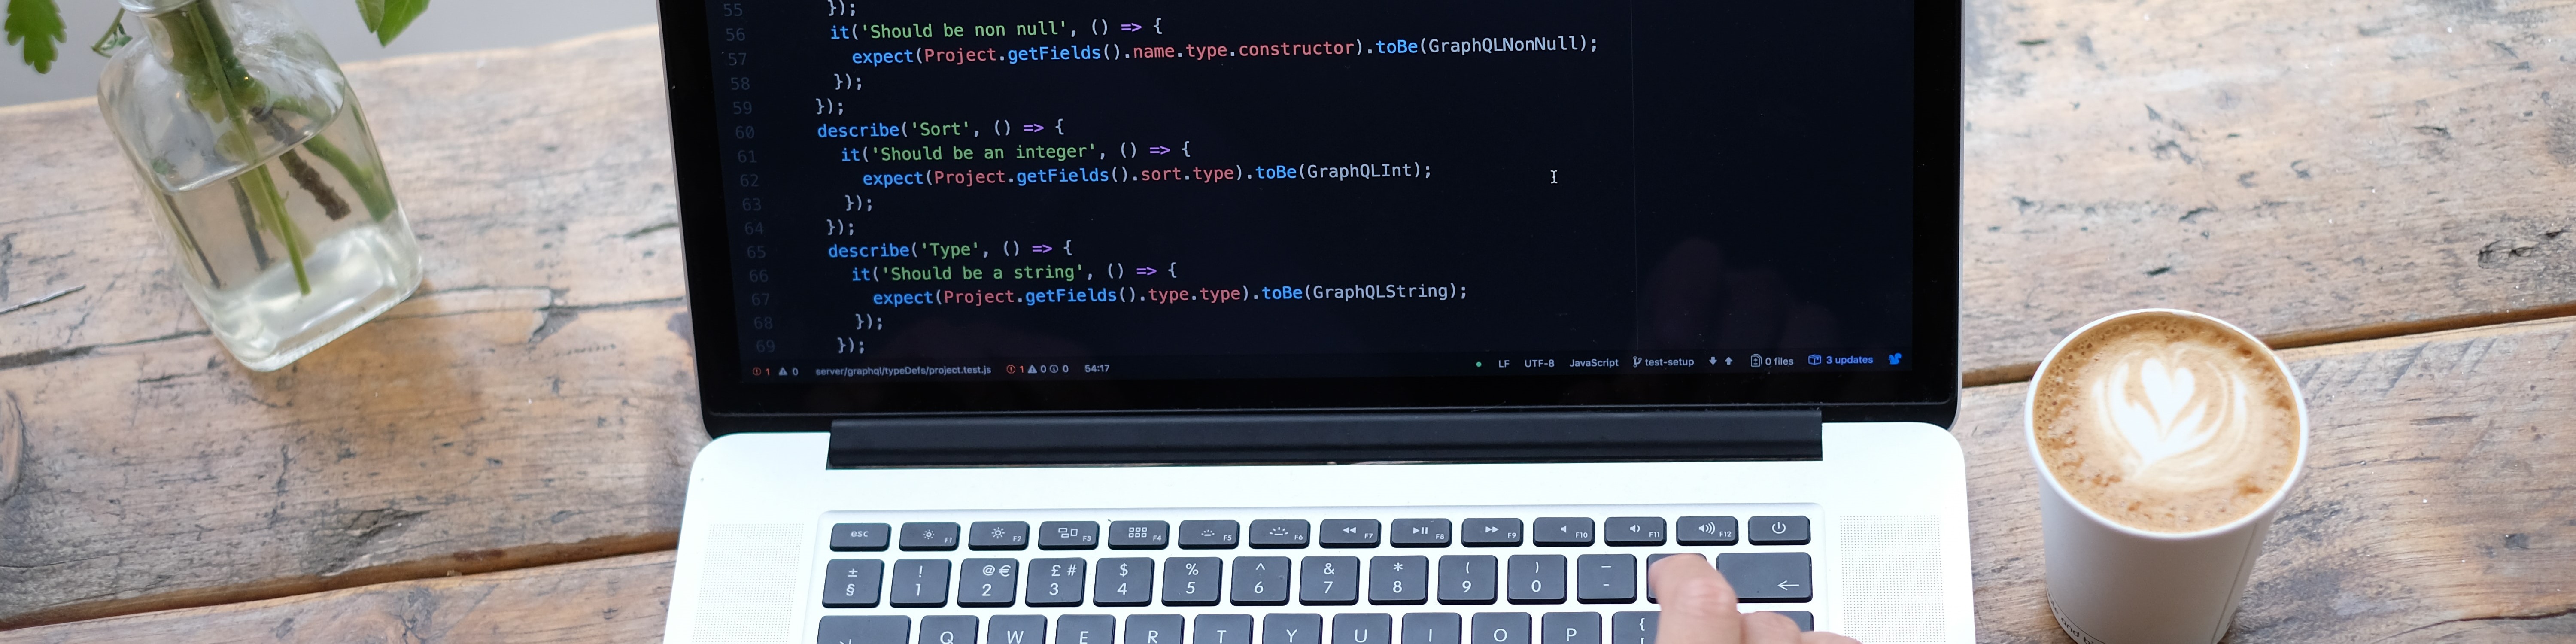 55 });
56 it('Should be non null', () => {
57 expect(Project.getFields().name.type.constructor).toBe(GraphQLNonNull);
58 });
59 });
60 describe('Sort', () => {
61 it('Should be an integer', () => {
62 expect(Project.getFields().sort.type).toBe(GraphQLInt);
63 });
64 });
65 describe('Type', () => {
66 it('Should be a string', () => {
67 expect(Project.getFields().type.type).toBe(GraphQLString);
68 });
69 });
1 0 server/graphql/typeDefs/project.test.js 1 0 0 54:17 LF UTF-8 JavaScript test-setup 0 files 3 updates
esc F1 F2 F3 F4 F5 F6 F7 F8 F9 F10 F11 F12
± ! @ € £ # $ % ^ & * ( ) _
§ 1 2 3 4 5 6 7 8 9 0 -
Q W E R T Y U I O P {
[